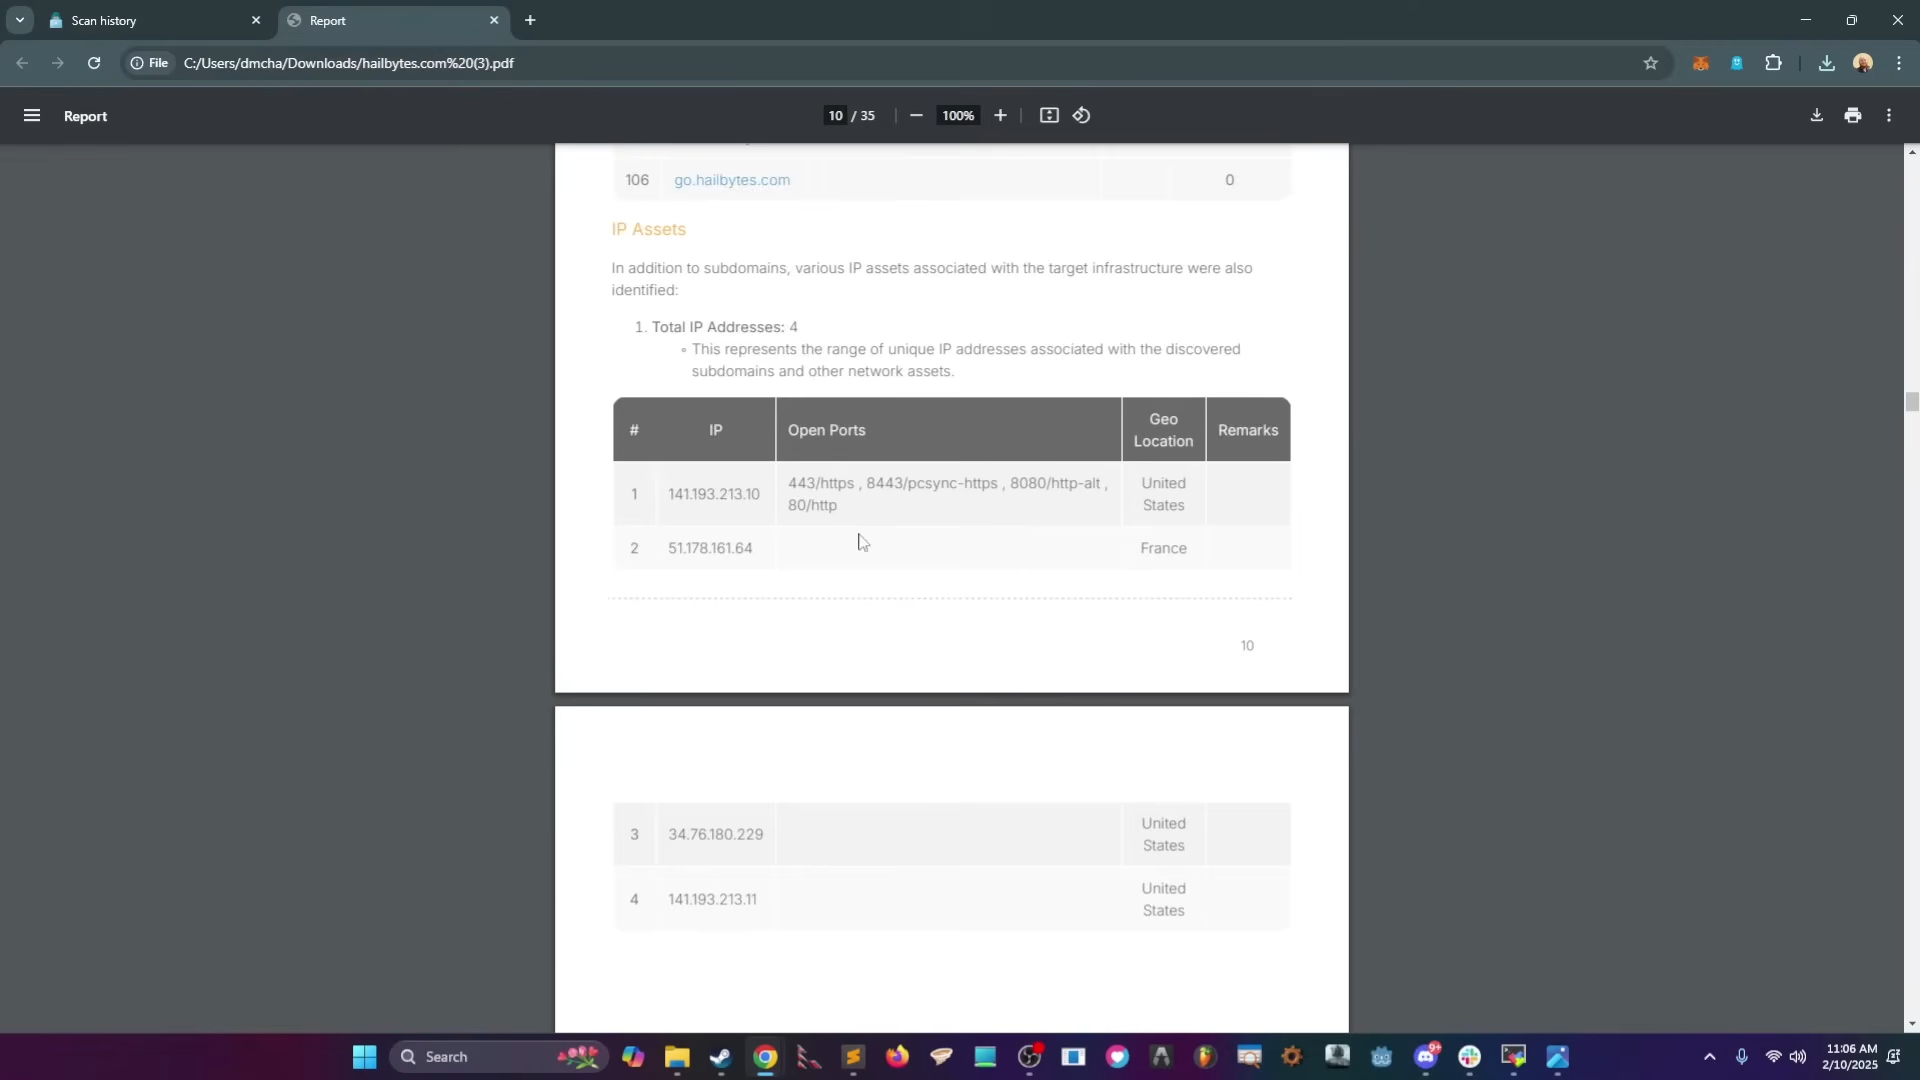 Scan history
Report
File
C:/Users/dmcha/Downloads/hailbytes.com%20(3).pdf
Report
10 / 35
100%
106 go.hailbytes.com 0
IP Assets
In addition to subdomains, various IP assets associated with the target infrastructure were also
identified:
1. Total IP Addresses: 4
◦ This represents the range of unique IP addresses associated with the discovered
subdomains and other network assets.
# IP Open Ports Geo Location Remarks
1 141.193.213.10 443/https , 8443/pcsync-https , 8080/http-alt , 80/http United States
2 51.178.161.64 France
10
3 34.76.180.229 United States
4 141.193.213.11 United States
Search
9+
11:06 AM
2/10/2025